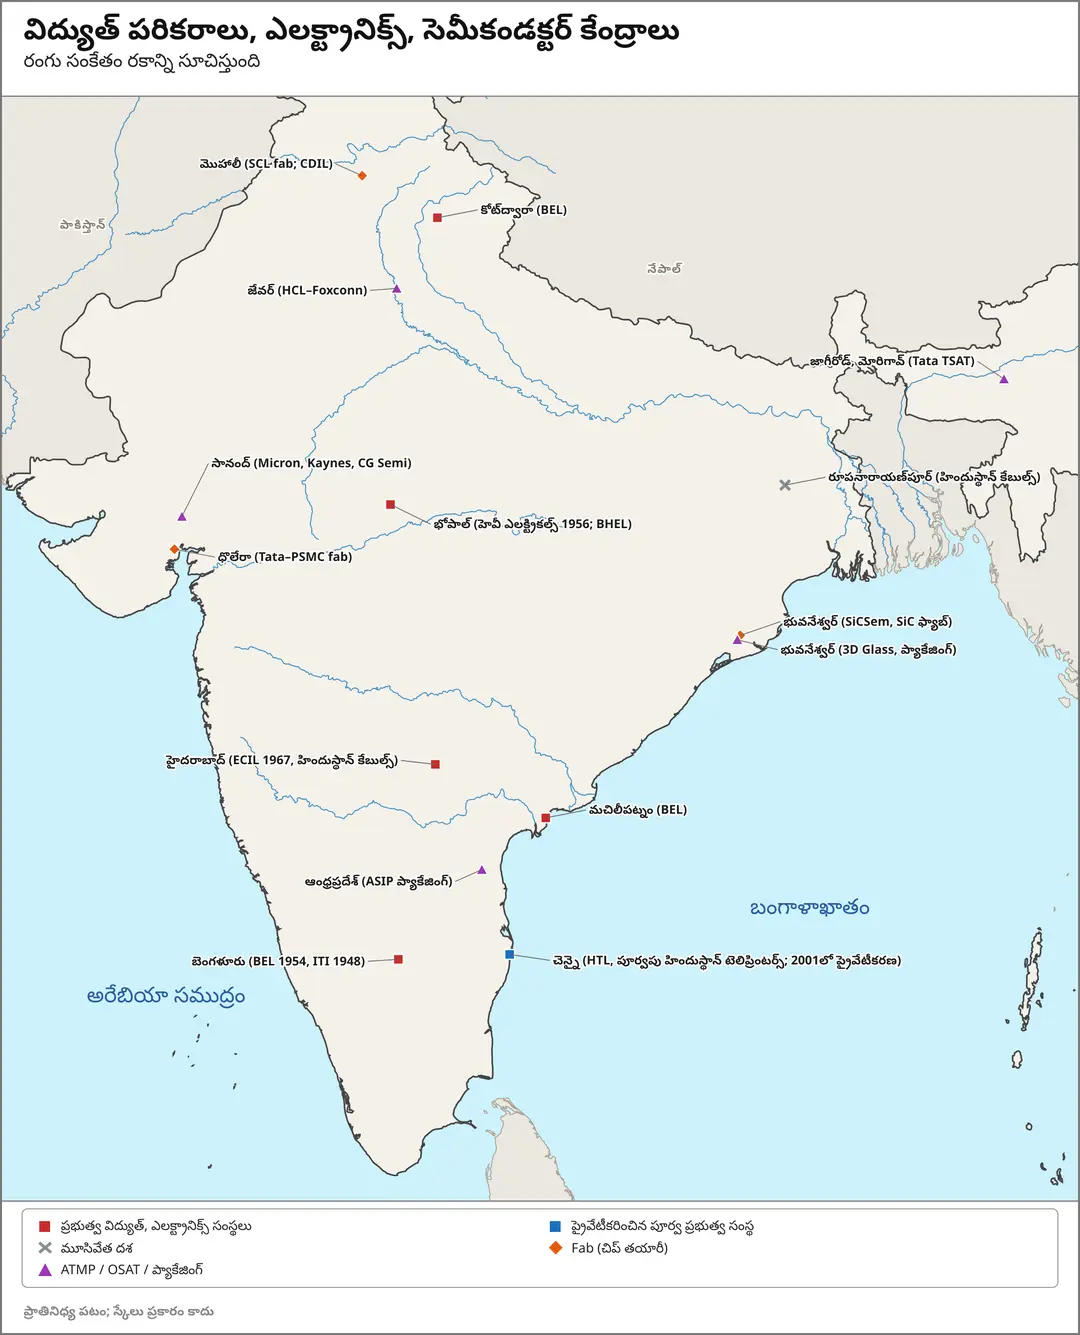 విద్యుత్ పరికరాలు, ఎలక్ట్రానిక్స్, సెమీకండక్టర్ కేంద్రాలు
రంగు సంకేతం రకాన్ని సూచిస్తుంది
మొహాలీ (SCL fab; CDIL)
కోట్‌ద్వారా (BEL)
పాకిస్తాన్
నేపాల్
జేవర్ (HCL–Foxconn)
జాగీరోడ్, మోరిగావ్ (Tata TSAT)
సానంద్ (Micron, Kaynes, CG Semi)
రూపనారాయణ్‌పూర్ (హిందుస్థాన్ కేబుల్స్)
భోపాల్ (హెవీ ఎలక్ట్రికల్స్ 1956; BHEL)
ధొలేరా (Tata–PSMC fab)
భువనేశ్వర్ (SiCSem, SiC ఫ్యాబ్)
భువనేశ్వర్ (3D Glass, ప్యాకేజింగ్)
హైదరాబాద్ (ECIL 1967, హిందుస్థాన్ కేబుల్స్)
మచిలీపట్నం (BEL)
ఆంధ్రప్రదేశ్ (ASIP ప్యాకేజింగ్)
బంగాళాఖాతం
బెంగళూరు (BEL 1954, ITI 1948)
చెన్నై (HTL, పూర్వపు హిందుస్థాన్ టెలిప్రింటర్స్; 2001లో ప్రైవేటీకరణ)
అరేబియా సముద్రం
ప్రభుత్వ విద్యుత్, ఎలక్ట్రానిక్స్ సంస్థలు
ప్రైవేటీకరించిన పూర్వ ప్రభుత్వ సంస్థ
మూసివేత దశ
Fab (చిప్ తయారీ)
ATMP / OSAT / ప్యాకేజింగ్
ప్రాతినిధ్య పటం; స్కేలు ప్రకారం కాదు